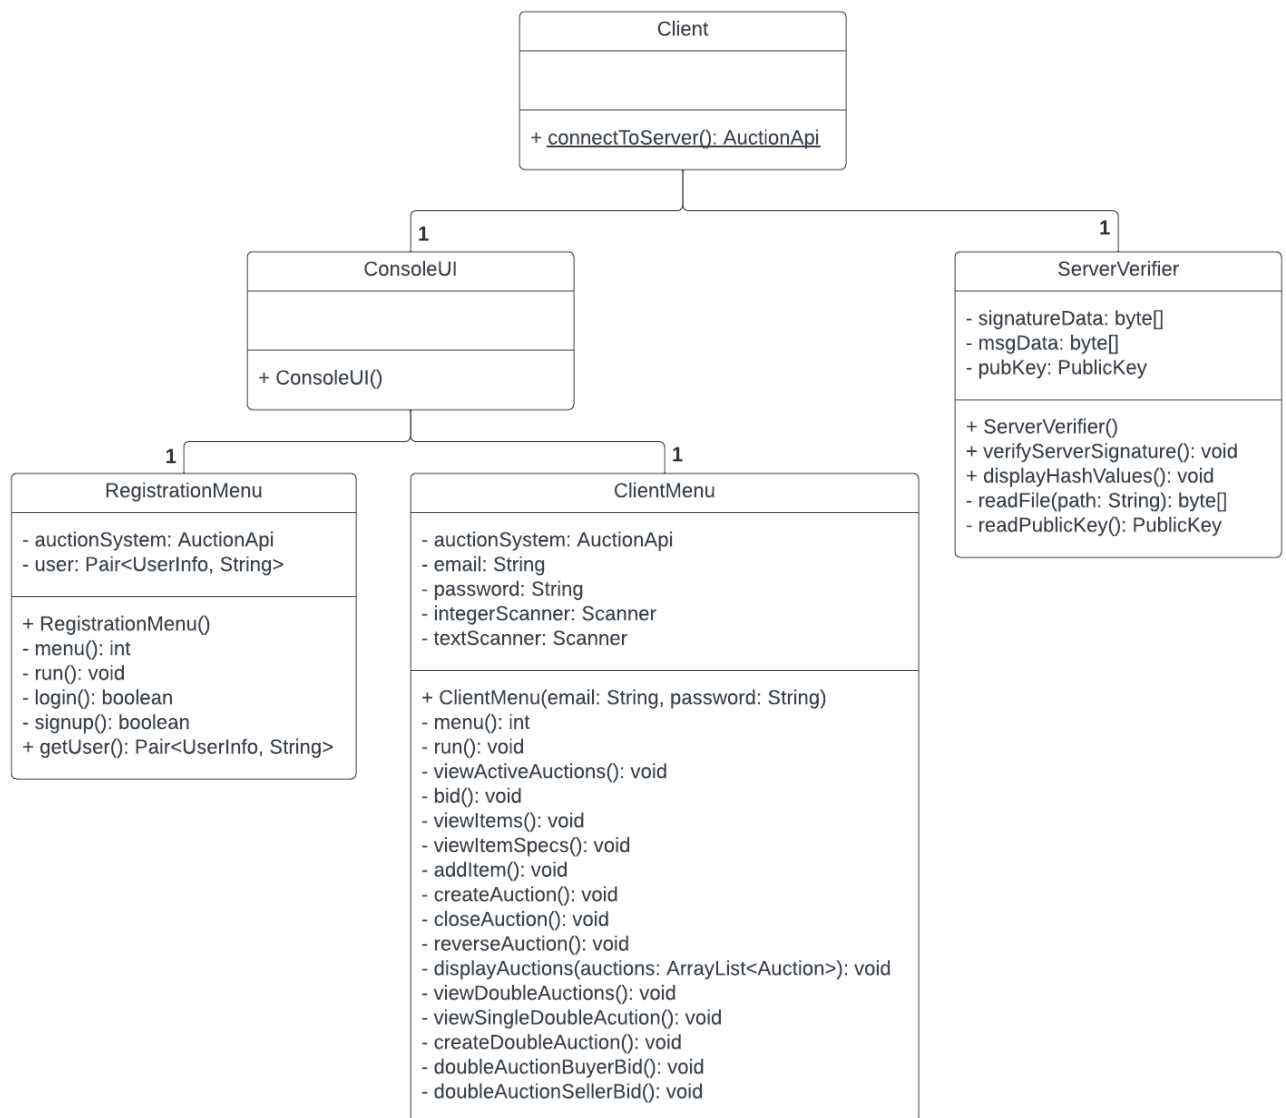 Client
+ connectToServer(): AuctionApi
1
1
ConsoleUI
+ ConsoleUI()
ServerVerifier
- signatureData: byte[]
- msgData: byte[]
- pubKey: PublicKey
+ ServerVerifier()
+ verifyServerSignature(): void
+ displayHashValues(): void
- readFile(path: String): byte[]
- readPublicKey(): PublicKey
1
1
RegistrationMenu
- auctionSystem: AuctionApi
- user: Pair<UserInfo, String>
+ RegistrationMenu()
- menu(): int
- run(): void
- login(): boolean
- signup(): boolean
+ getUser(): Pair<UserInfo, String>
ClientMenu
- auctionSystem: AuctionApi
- email: String
- password: String
- integerScanner: Scanner
- textScanner: Scanner
+ ClientMenu(email: String, password: String)
- menu(): int
- run(): void
- viewActiveAuctions(): void
- bid(): void
- viewItems(): void
- viewItemSpecs(): void
- addItem(): void
- createAuction(): void
- closeAuction(): void
- reverseAuction(): void
- displayAuctions(auctions: ArrayList<Auction>): void
- viewDoubleAuctions(): void
- viewSingleDoubleAcution(): void
- createDoubleAuction(): void
- doubleAuctionBuyerBid(): void
- doubleAuctionSellerBid(): void